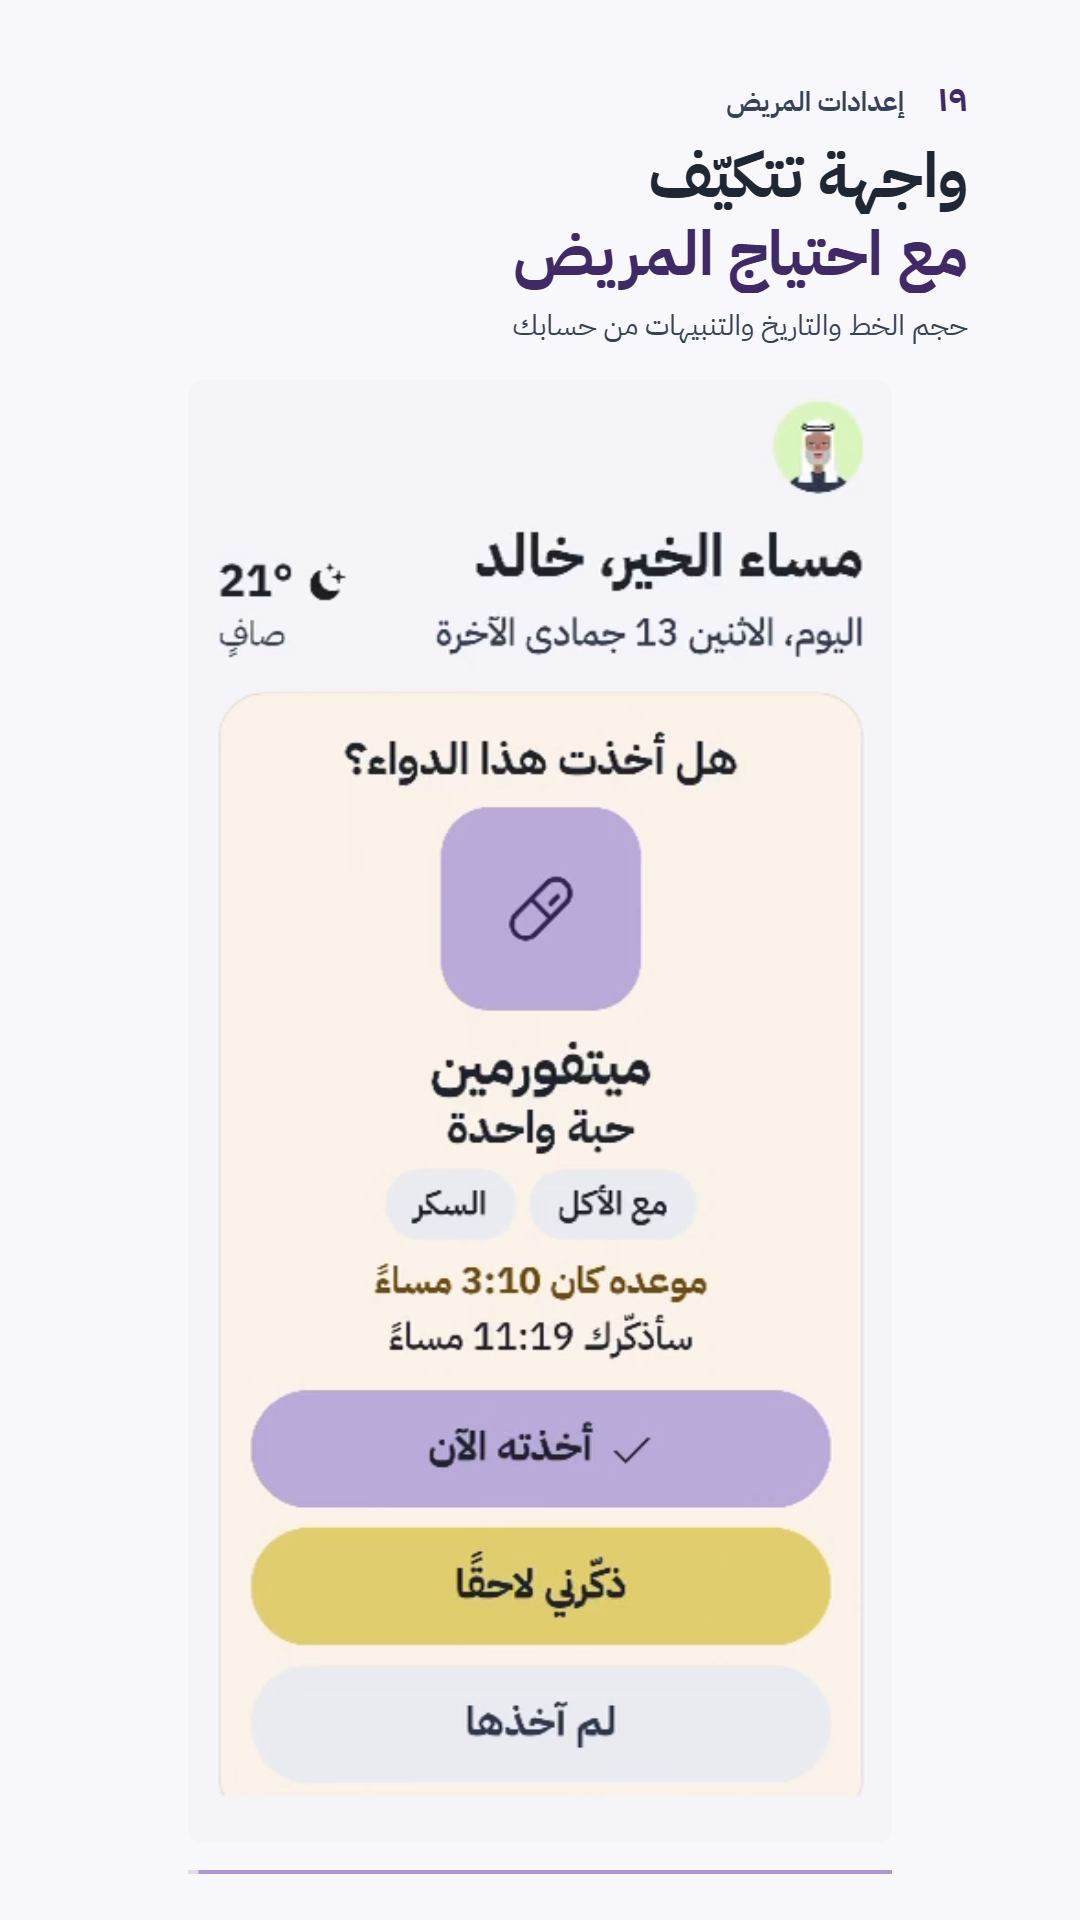 ١٩ إعدادات المريض
واجهة تتكيّف
مع احتياج المريض
حجم الخط والتاريخ والتنبيهات من حسابك
مساء الخير، خالد
21°
اليوم، الاثنين 13 جمادى الآخرة
صافٍ
هل أخذت هذا الدواء؟
ميتفورمين
حبة واحدة
مع الأكل
السكر
موعده كان 3:10 مساءً
سأذكّرك 11:19 مساءً
أخذته الآن
ذكّرني لاحقًا
لم آخذها